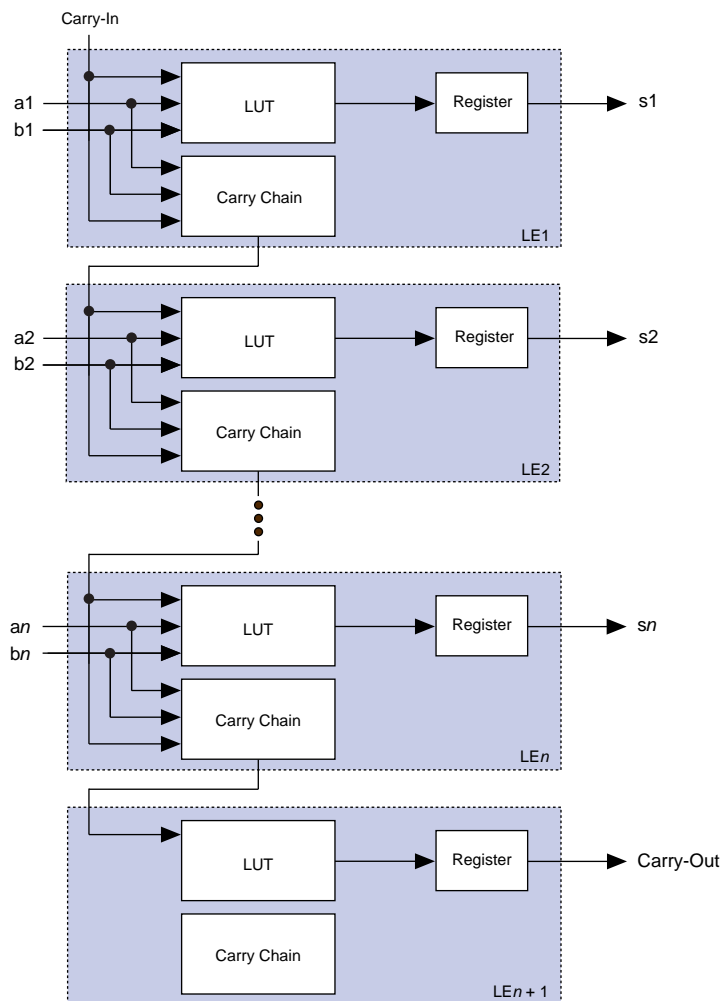 Carry-In
a1
b1
LUT
Register
s1
Carry Chain
LE1
a2
b2
LUT
Register
s2
Carry Chain
LE2
an
bn
LUT
Register
sn
Carry Chain
LEn
LUT
Register
Carry-Out
Carry Chain
LEn + 1